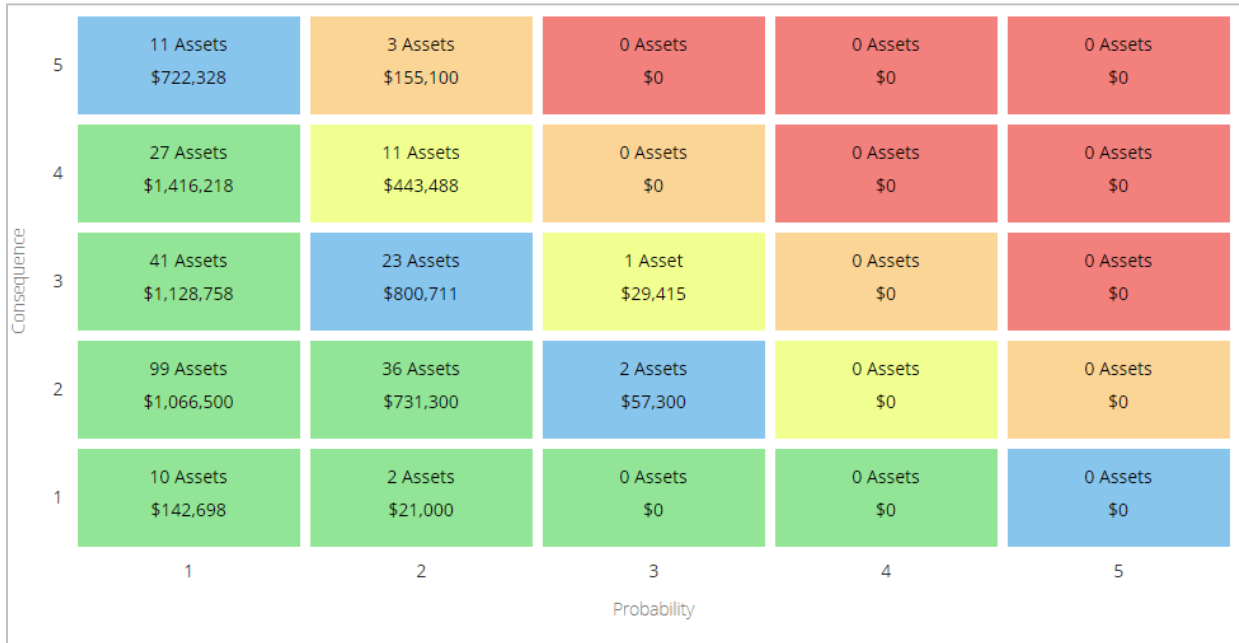 Consequence
5
11 Assets
$722,328
3 Assets
$155,100
0 Assets
$0
0 Assets
$0
0 Assets
$0
4
27 Assets
$1,416,218
11 Assets
$443,488
0 Assets
$0
0 Assets
$0
0 Assets
$0
3
41 Assets
$1,128,758
23 Assets
$800,711
1 Asset
$29,415
0 Assets
$0
0 Assets
$0
2
99 Assets
$1,066,500
36 Assets
$731,300
2 Assets
$57,300
0 Assets
$0
0 Assets
$0
1
10 Assets
$142,698
2 Assets
$21,000
0 Assets
$0
0 Assets
$0
0 Assets
$0
1
2
3
4
5
Probability